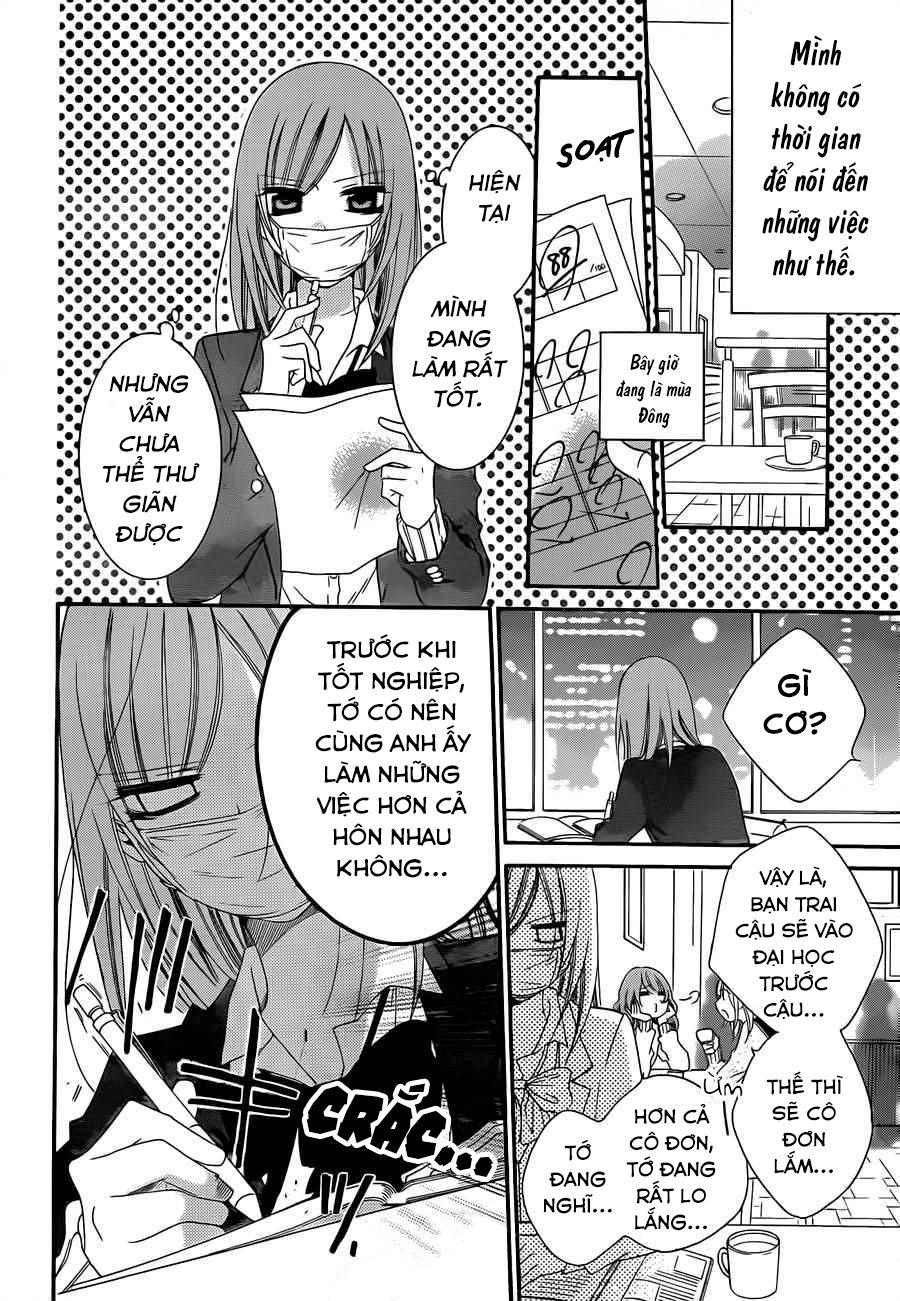 Mình
không có
thời gian
để nói đến
những việc
như thế.
SOẠT
88
/100
Bây giờ
đang là mùa
Đông
HIỆN
TẠI
MÌNH
ĐANG
LÀM RẤT
TỐT.
NHƯNG
VẪN
CHƯA
THỂ THƯ
GIÃN
ĐƯỢC
GÌ
CƠ?
VẬY LÀ,
BẠN TRAI
CẬU SẼ VÀO
ĐẠI HỌC
TRƯỚC
CẬU...
THẾ THÌ
SẼ CÔ
ĐƠN
LẮM...
Ưm
HƠN CẢ
CÔ ĐƠN,
TỚ ĐANG
RẤT LO
LẮNG...
TỚ
ĐANG
NGHĨ...
TRƯỚC KHI
TỐT NGHIỆP,
TỚ CÓ NÊN
CÙNG ANH ẤY
LÀM NHỮNG
VIỆC HƠN CẢ
HÔN NHAU
KHÔNG...
CRẮC...